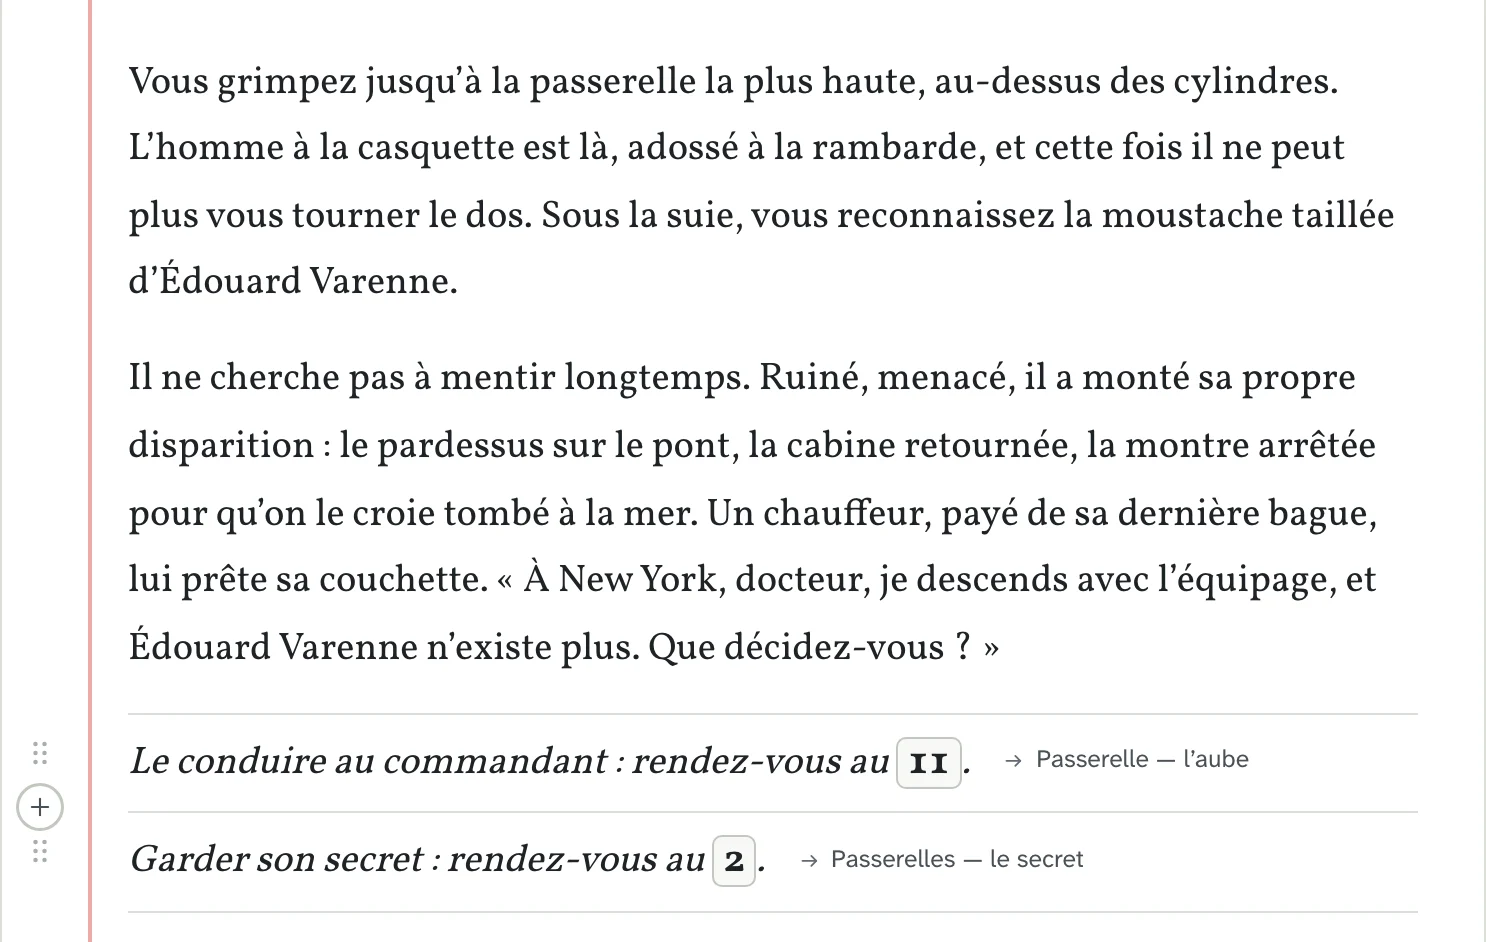 Vous grimpez jusqu’à la passerelle la plus haute, au-dessus des cylindres.
L’homme à la casquette est là, adossé à la rambarde, et cette fois il ne peut
plus vous tourner le dos. Sous la suie, vous reconnaissez la moustache taillée
d’Édouard Varenne.
Il ne cherche pas à mentir longtemps. Ruiné, menacé, il a monté sa propre
disparition : le pardessus sur le pont, la cabine retournée, la montre arrêtée
pour qu’on le croie tombé à la mer. Un chauffeur, payé de sa dernière bague,
lui prête sa couchette. « À New York, docteur, je descends avec l’équipage, et
Édouard Varenne n’existe plus. Que décidez-vous ? »
Le conduire au commandant : rendez-vous au 11. → Passerelle — l’aube
Garder son secret : rendez-vous au 2. → Passerelles — le secret